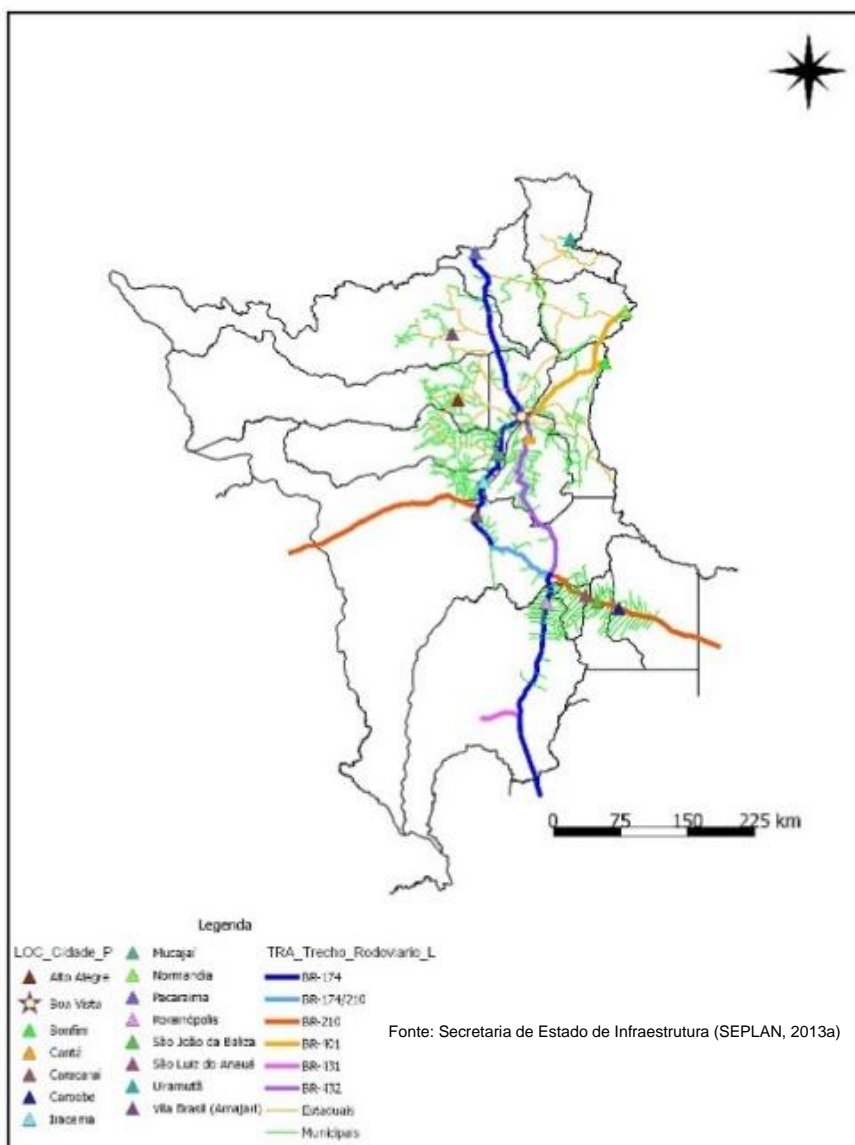 0 75 150 225 km
Legenda
LOC_Cidade_P
Alto Alegre
Boa Vista
Bonfim
Cantá
Caracaraí
Caroebe
Iracema
Mucajaí
Normandia
Pacaraima
Rorainópolis
São João da Baliza
São Luiz do Anauá
Uiramutã
Vila Brasil (Amajari)
TRA_Trecho_Rodoviario_L
BR-174
BR-174/210
BR-210
BR-401
BR-431
BR-432
Estaduais
Municipais
Fonte: Secretaria de Estado de Infraestrutura (SEPLAN, 2013a)